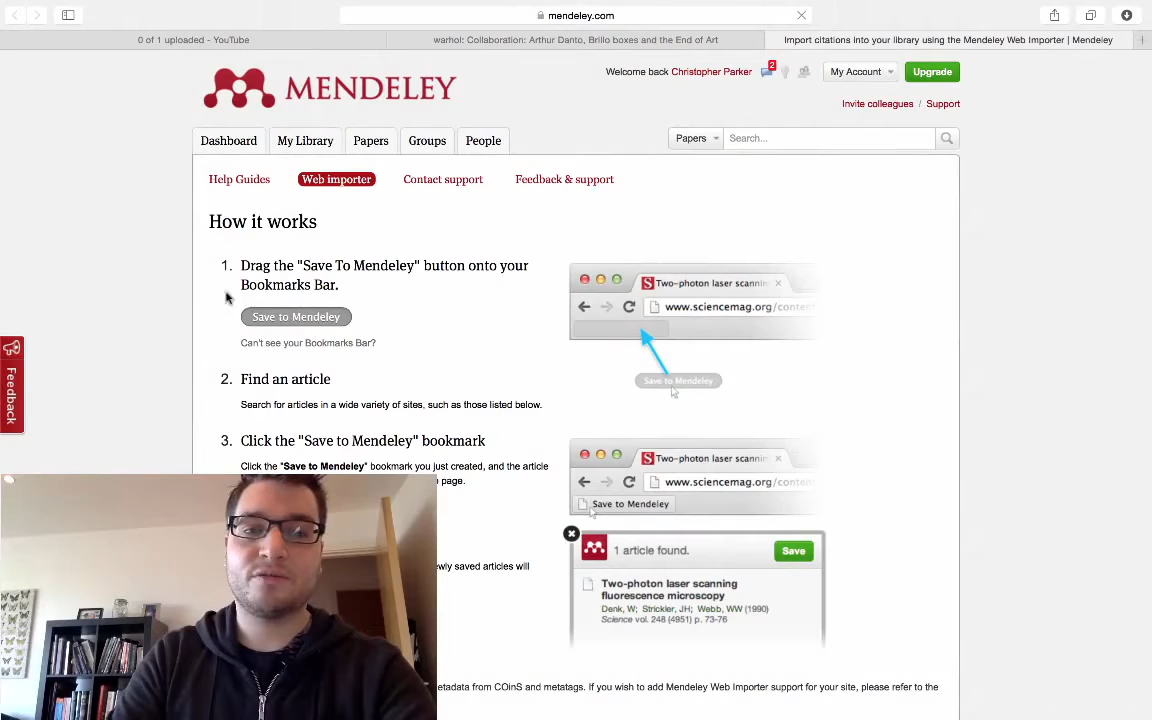 mendeley.com
0 of 1 uploaded - YouTube
warhol: Collaboration: Arthur Danto, Brillo boxes and the End of Art
Import citations into your library using the Mendeley Web Importer | Mendeley
MENDELEY
Welcome back Christopher Parker
2
My Account
Upgrade
Invite colleagues
Support
Dashboard
My Library
Papers
Groups
People
Papers
Search...
Help Guides
Web importer
Contact support
Feedback & support
How it works
1. Drag the "Save To Mendeley" button onto your
Bookmarks Bar.
Save to Mendeley
Can't see your Bookmarks Bar?
Two-photon laser scannin
www.sciencemag.org/conten
Save to Mendeley
2. Find an article
Search for articles in a wide variety of sites, such as those listed below.
3. Click the "Save to Mendeley" bookmark
Click the "Save to Mendeley" bookmark you just created, and the article
page.
Two-photon laser scannin
www.sciencemag.org/conten
Save to Mendeley
1 article found.
Save
Two-photon laser scanning
fluorescence microscopy
Denk, W; Strickler, JH; Webb, WW (1990)
Science vol. 248 (4951) p. 73-76
ewly saved articles will
etadata from COinS and metatags. If you wish to add Mendeley Web Importer support for your site, please refer to the
Feedback